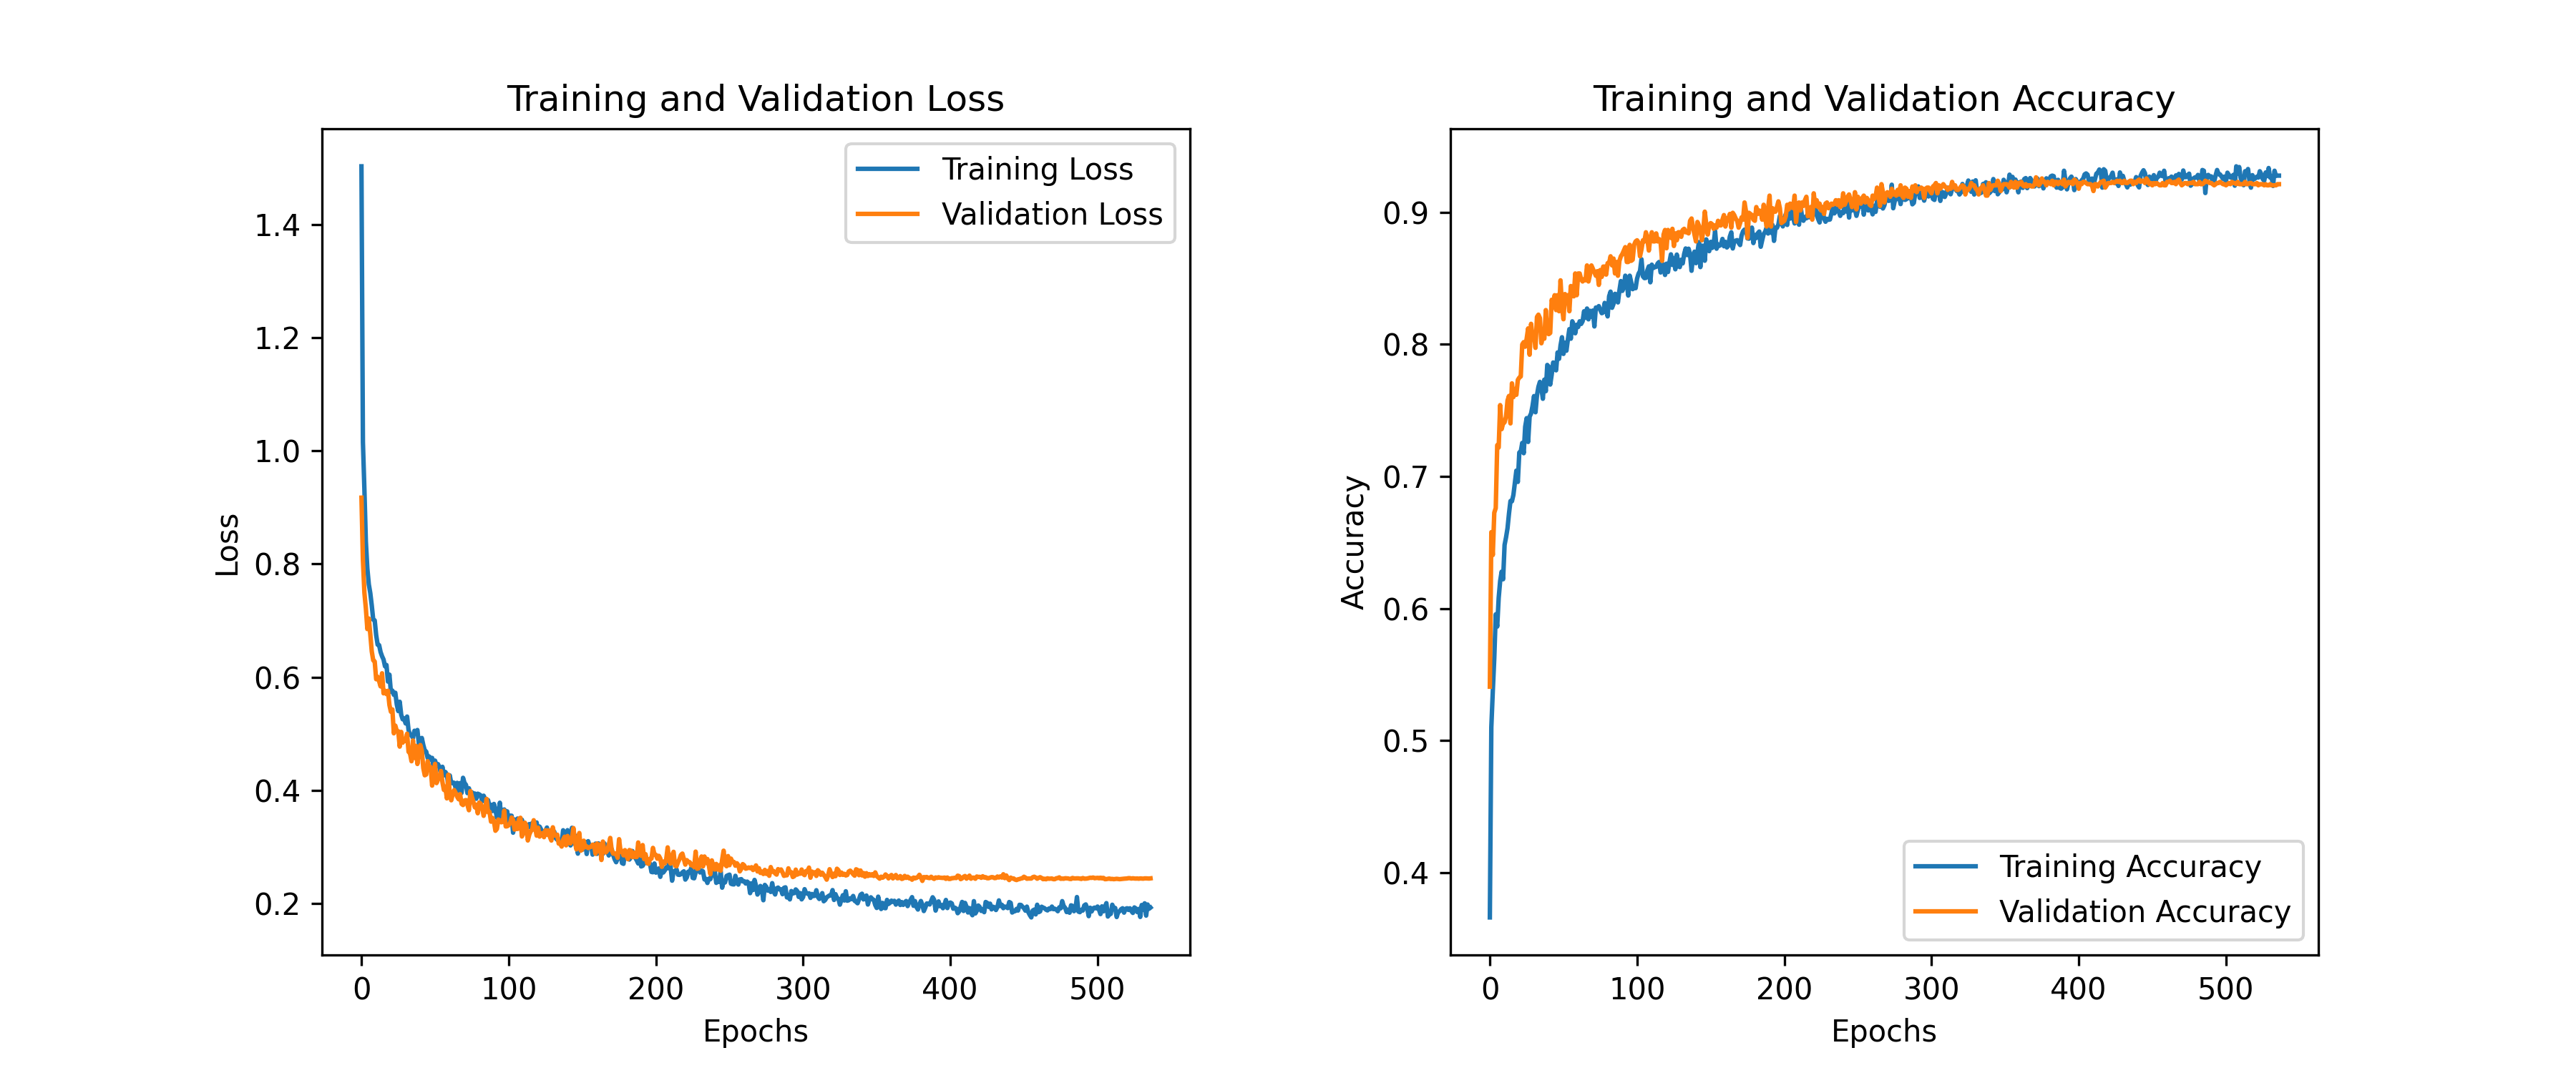 Training and Validation Loss
Training Loss
Validation Loss
1.4
1.2
1.0
0.8
0.6
0.4
0.2
Loss
0 100 200 300 400 500
Epochs
Training and Validation Accuracy
0.9
0.8
0.7
0.6
0.5
0.4
Accuracy
Training Accuracy
Validation Accuracy
0 100 200 300 400 500
Epochs